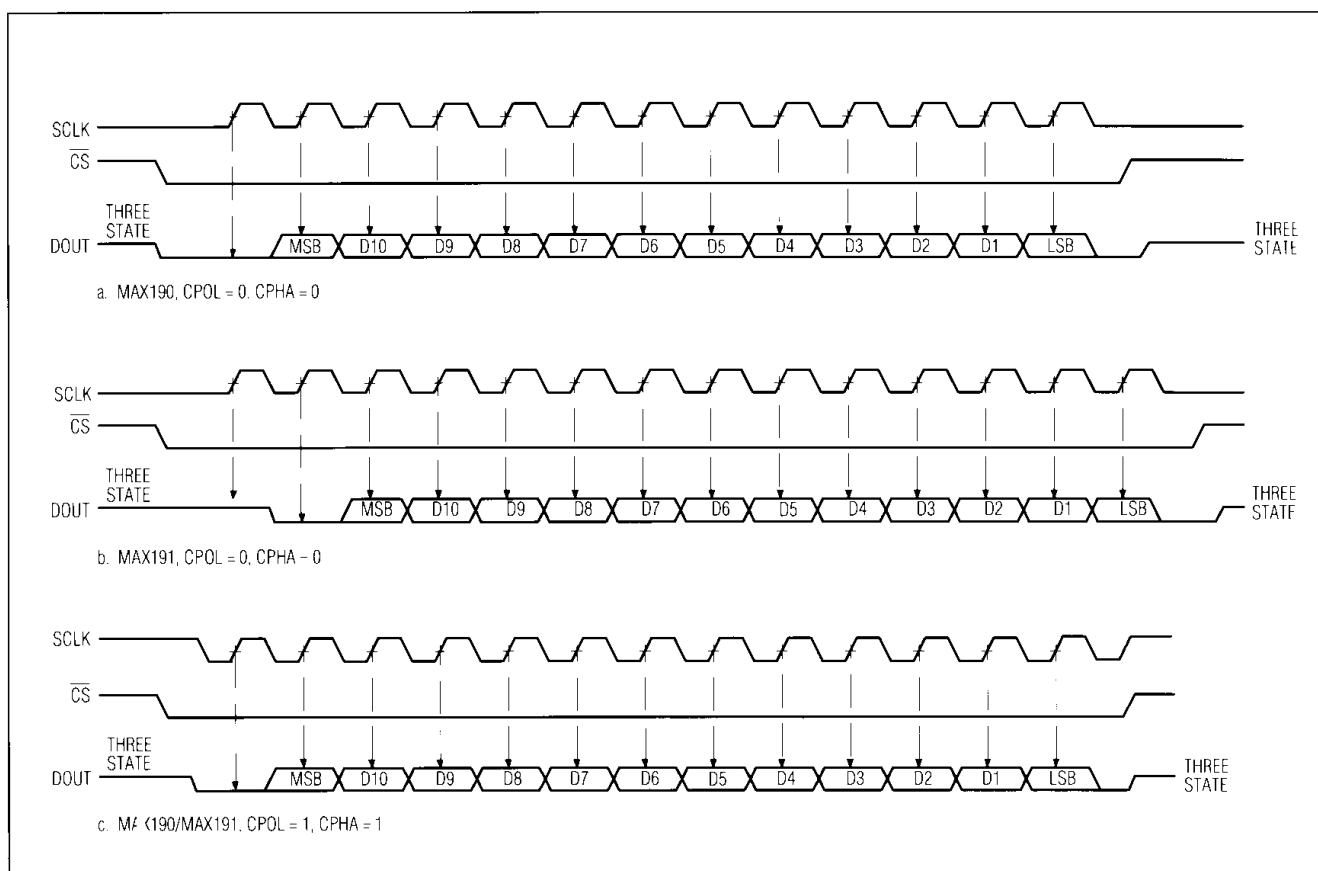 SCLK
CS
THREE
STATE
DOUT
MSB D10 D9 D8 D7 D6 D5 D4 D3 D2 D1 LSB
THREE
STATE
a. MAX190, CPOL = 0, CPHA = 0
SCLK
CS
THREE
STATE
DOUT
MSB D10 D9 D8 D7 D6 D5 D4 D3 D2 D1 LSB
THREE
STATE
b. MAX191, CPOL = 0, CPHA – 0
SCLK
CS
THREE
STATE
DOUT
MSB D10 D9 D8 D7 D6 D5 D4 D3 D2 D1 LSB
THREE
STATE
c. MAX190/MAX191, CPOL = 1, CPHA = 1